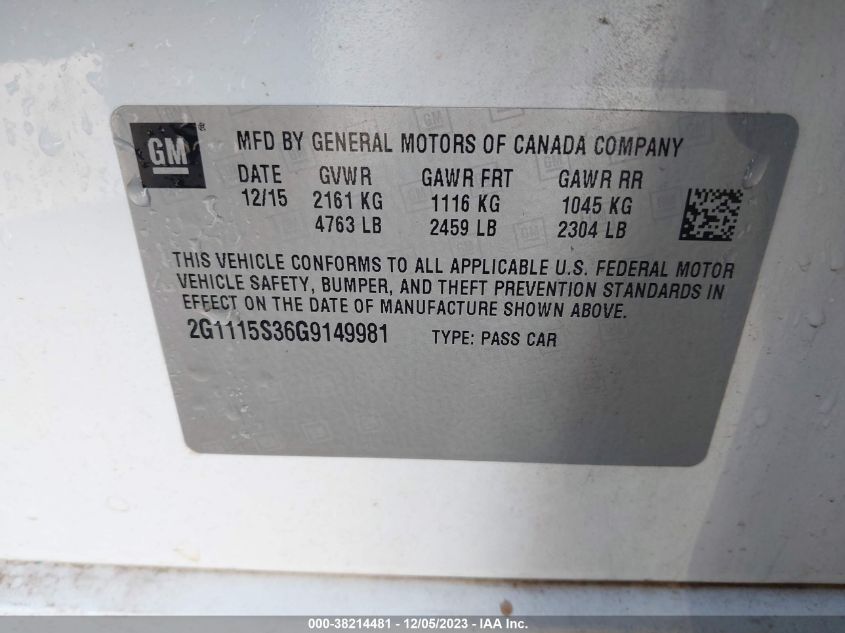 GM ® MFD BY GENERAL MOTORS OF CANADA COMPANY
DATE GVWR GAWR FRT GAWR RR
12/15 2161 KG 1116 KG 1045 KG
4763 LB 2459 LB 2304 LB
THIS VEHICLE CONFORMS TO ALL APPLICABLE U.S. FEDERAL MOTOR
VEHICLE SAFETY, BUMPER, AND THEFT PREVENTION STANDARDS IN
EFFECT ON THE DATE OF MANUFACTURE SHOWN ABOVE.
2G1115S36G9149981 TYPE: PASS CAR
000-38214481 - 12/05/2023 - IAA Inc.